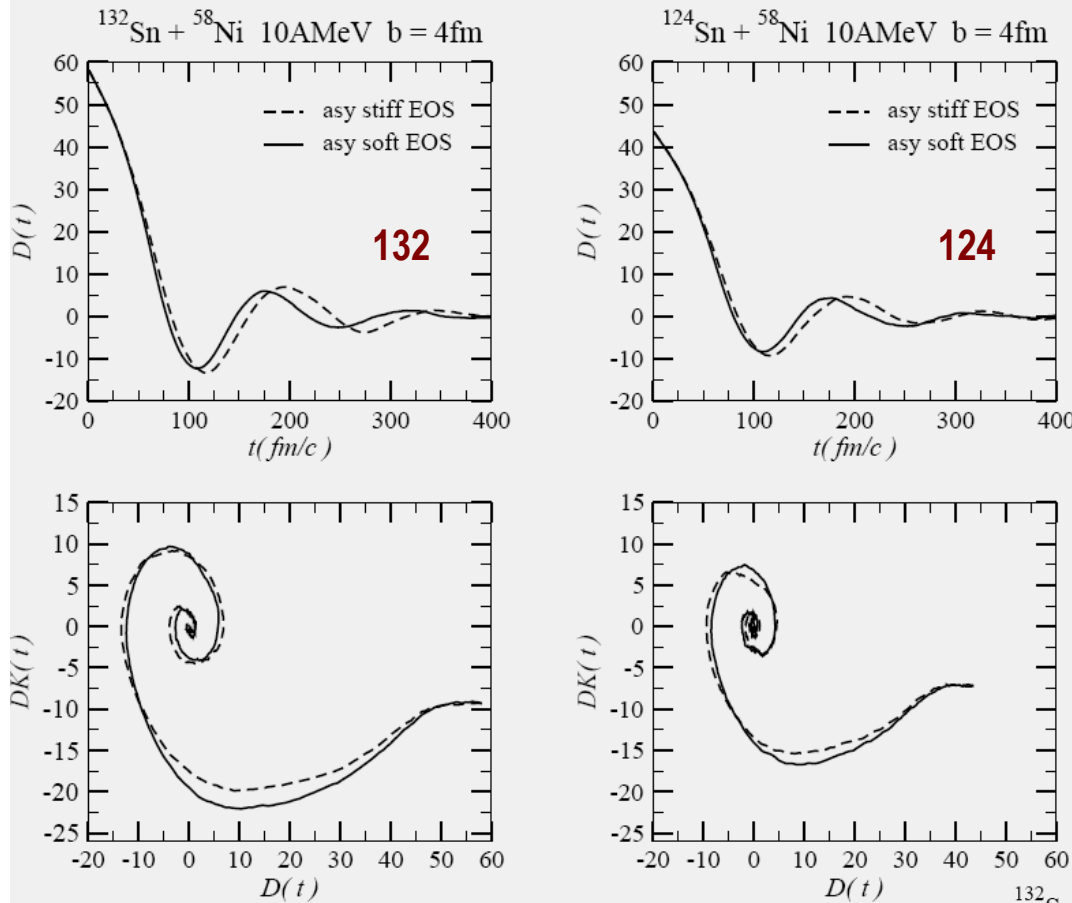 ¹³²Sn + ⁵⁸Ni 10AMeV b = 4fm
60
50
40
30
20
10
0
-10
-20
D(t)
asy stiff EOS
asy soft EOS
132
0 100 200 300 400
t(fm/c)
¹²⁴Sn + ⁵⁸Ni 10AMeV b = 4fm
60
50
40
30
20
10
0
-10
-20
D(t)
asy stiff EOS
asy soft EOS
124
0 100 200 300 400
t(fm/c)
15
10
5
0
-5
-10
-15
-20
-25
DK(t)
-20 -10 0 10 20 30 40 50 60
D(t)
15
10
5
0
-5
-10
-15
-20
-25
DK(t)
-20 -10 0 10 20 30 40 50 60
D(t)